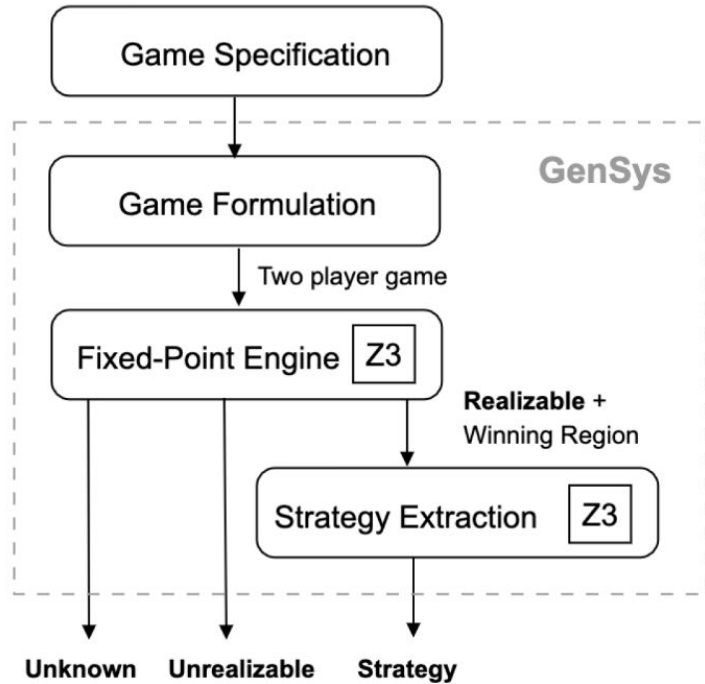 Game Specification
GenSys
Game Formulation
Two player game
Fixed-Point Engine Z3
Realizable +
Winning Region
Strategy Extraction Z3
Unknown Unrealizable Strategy